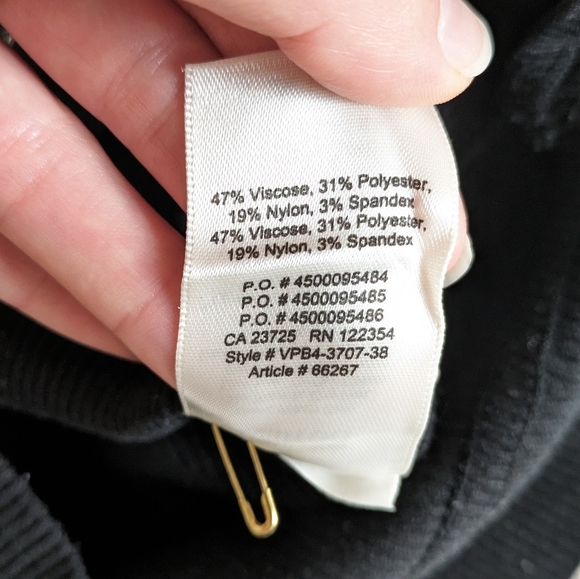 47% Viscose, 31% Polyester,
19% Nylon, 3% Spandex
47% Viscose, 31% Polyester,
19% Nylon, 3% Spandex
P.O. # 4500095484
P.O. # 4500095485
P.O. # 4500095486
CA 23725 RN 122354
Style # VPB4-3707-38
Article # 66267